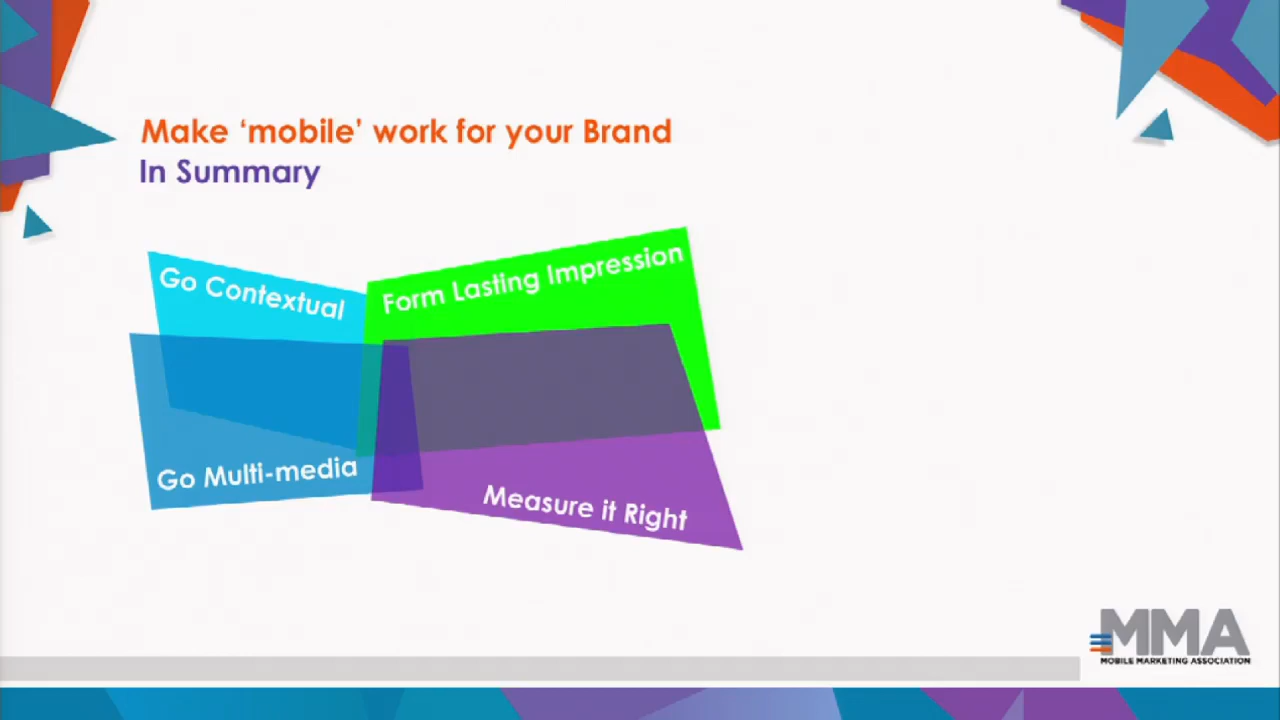 Make ‘mobile’ work for your Brand
In Summary
Go Contextual
Form Lasting Impression
Go Multi-media
Measure it Right
MMA
MOBILE MARKETING ASSOCIATION